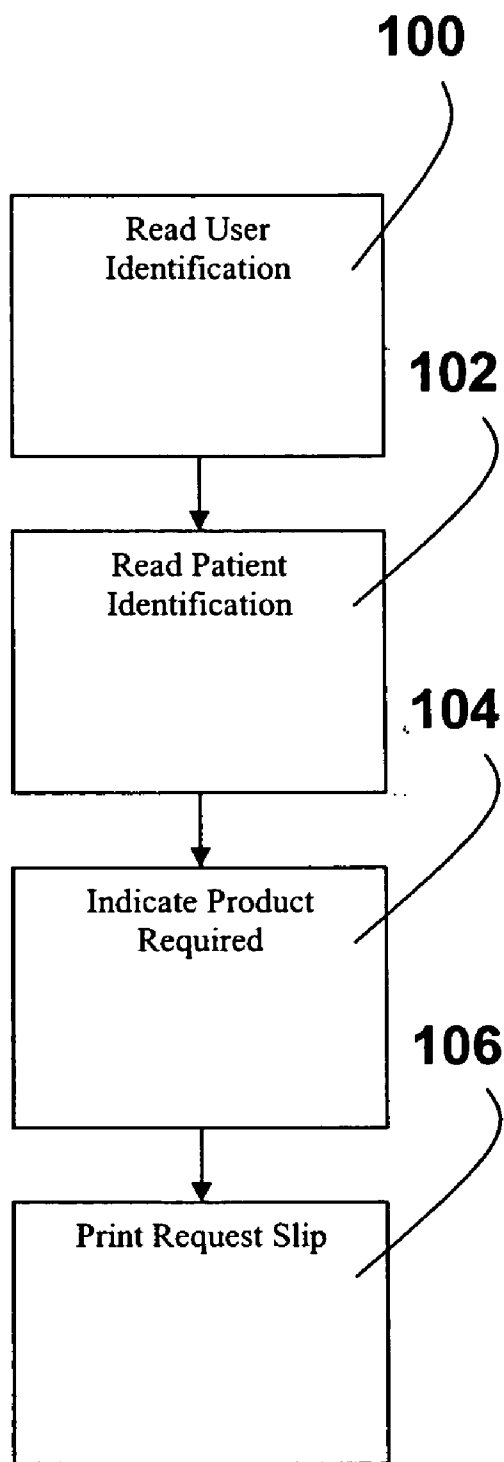 100
Read User
Identification
102
Read Patient
Identification
104
Indicate Product
Required
106
Print Request Slip